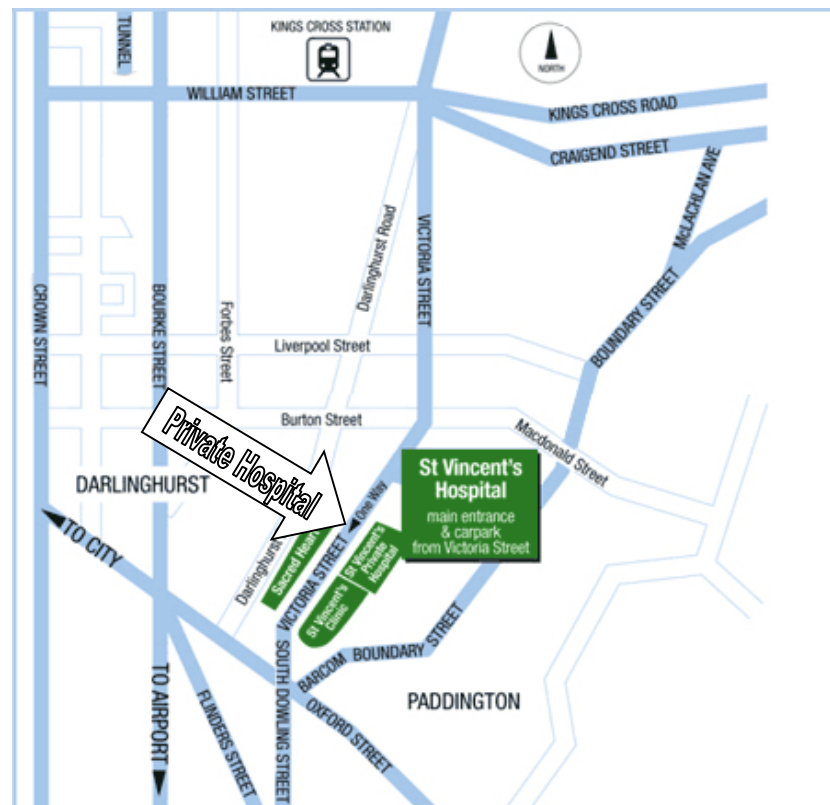 TUNNEL
KINGS CROSS STATION
NORTH
WILLIAM STREET
KINGS CROSS ROAD
CRAIGEND STREET
McLACHLAN AVE
Darlinghurst Road
VICTORIA STREET
CROWN STREET
BOURKE STREET
Forbes Street
Liverpool Street
BOUNDARY STREET
Burton Street
Macdonald Street
Private Hospital
St Vincent's
Hospital
main entrance
& carpark
from Victoria Street
DARLINGHURST
One Way
TO CITY
Darlinghurst
Sacred Heart
VICTORIA STREET
St Vincent's
Private
Hospital
St Vincent's
Clinic
BARCOM
BOUNDARY STREET
PADDINGTON
TO AIRPORT
FLINDERS STREET
SOUTH DOWLING STREET
OXFORD STREET